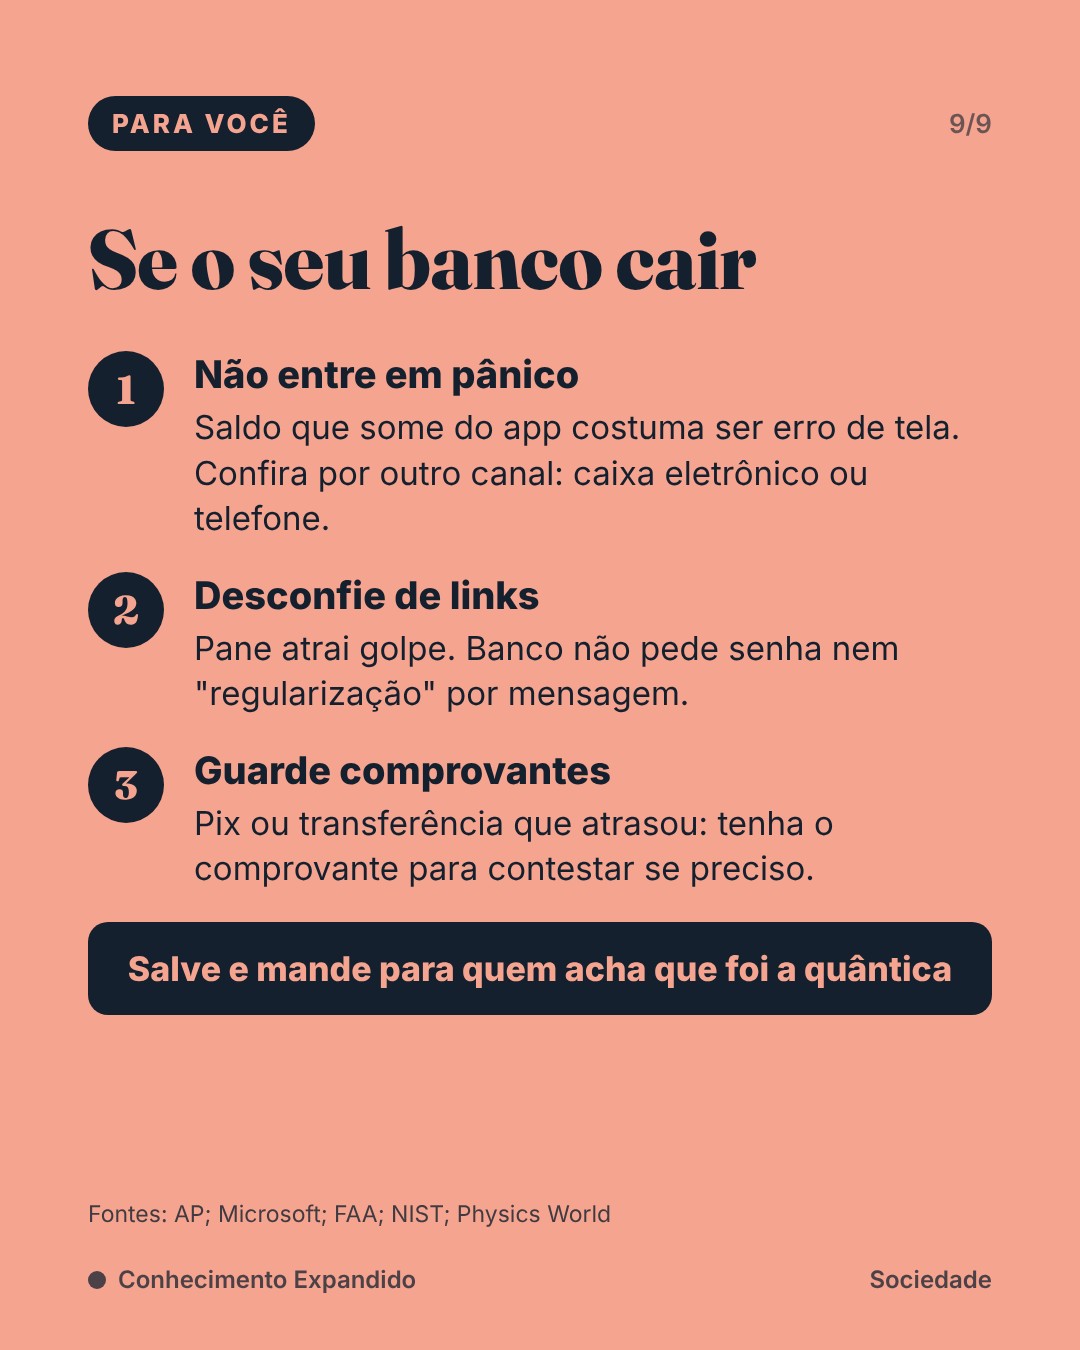 PARA VOCÊ
9/9
Se o seu banco cair
1
Não entre em pânico
Saldo que some do app costuma ser erro de tela.
Confira por outro canal: caixa eletrônico ou
telefone.
2
Desconfie de links
Pane atrai golpe. Banco não pede senha nem
"regularização" por mensagem.
3
Guarde comprovantes
Pix ou transferência que atrasou: tenha o
comprovante para contestar se preciso.
Salve e mande para quem acha que foi a quântica
Fontes: AP; Microsoft; FAA; NIST; Physics World
Conhecimento Expandido
Sociedade